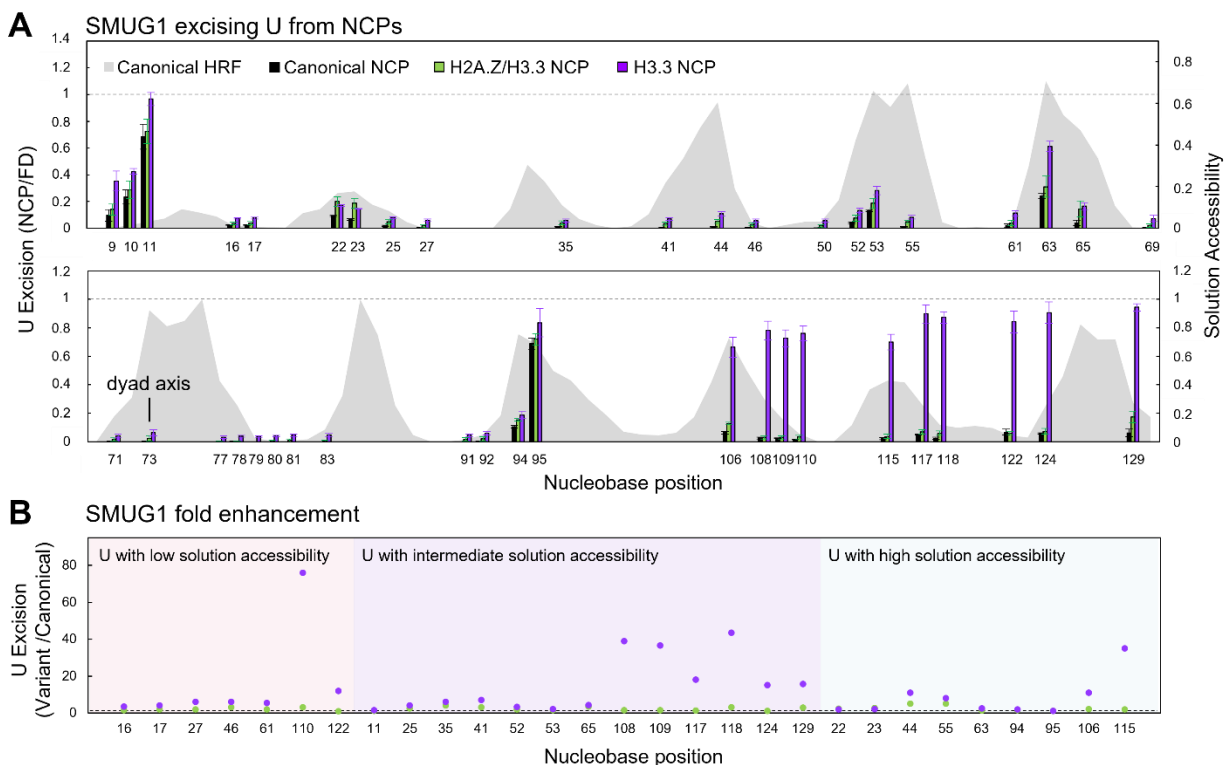 A SMUG1 excising U from NCPs
U Excision (NCP/FD)
Solution Accessibility
Canonical HRF Canonical NCP H2A.Z/H3.3 NCP H3.3 NCP
1.4
1.2
1
0.8
0.6
0.4
0.2
0
0.8
0.6
0.4
0.2
0
9 10 11 16 17 22 23 25 27 35 41 44 46 50 52 53 55 61 63 65 69
1.2
1
0.8
0.6
0.4
0.2
0
1.2
1
0.8
0.6
0.4
0.2
0
dyad axis
71 73 77 78 79 80 81 83 91 92 94 95 106 108 109 110 115 117 118 122 124 129
Nucleobase position
B SMUG1 fold enhancement
U Excision
(Variant /Canonical)
U with low solution accessibility U with intermediate solution accessibility U with high solution accessibility
80
60
40
20
0
16 17 27 46 61 110 122 11 25 35 41 52 53 65 108 109 117 118 124 129 22 23 44 55 63 94 95 106 115
Nucleobase position